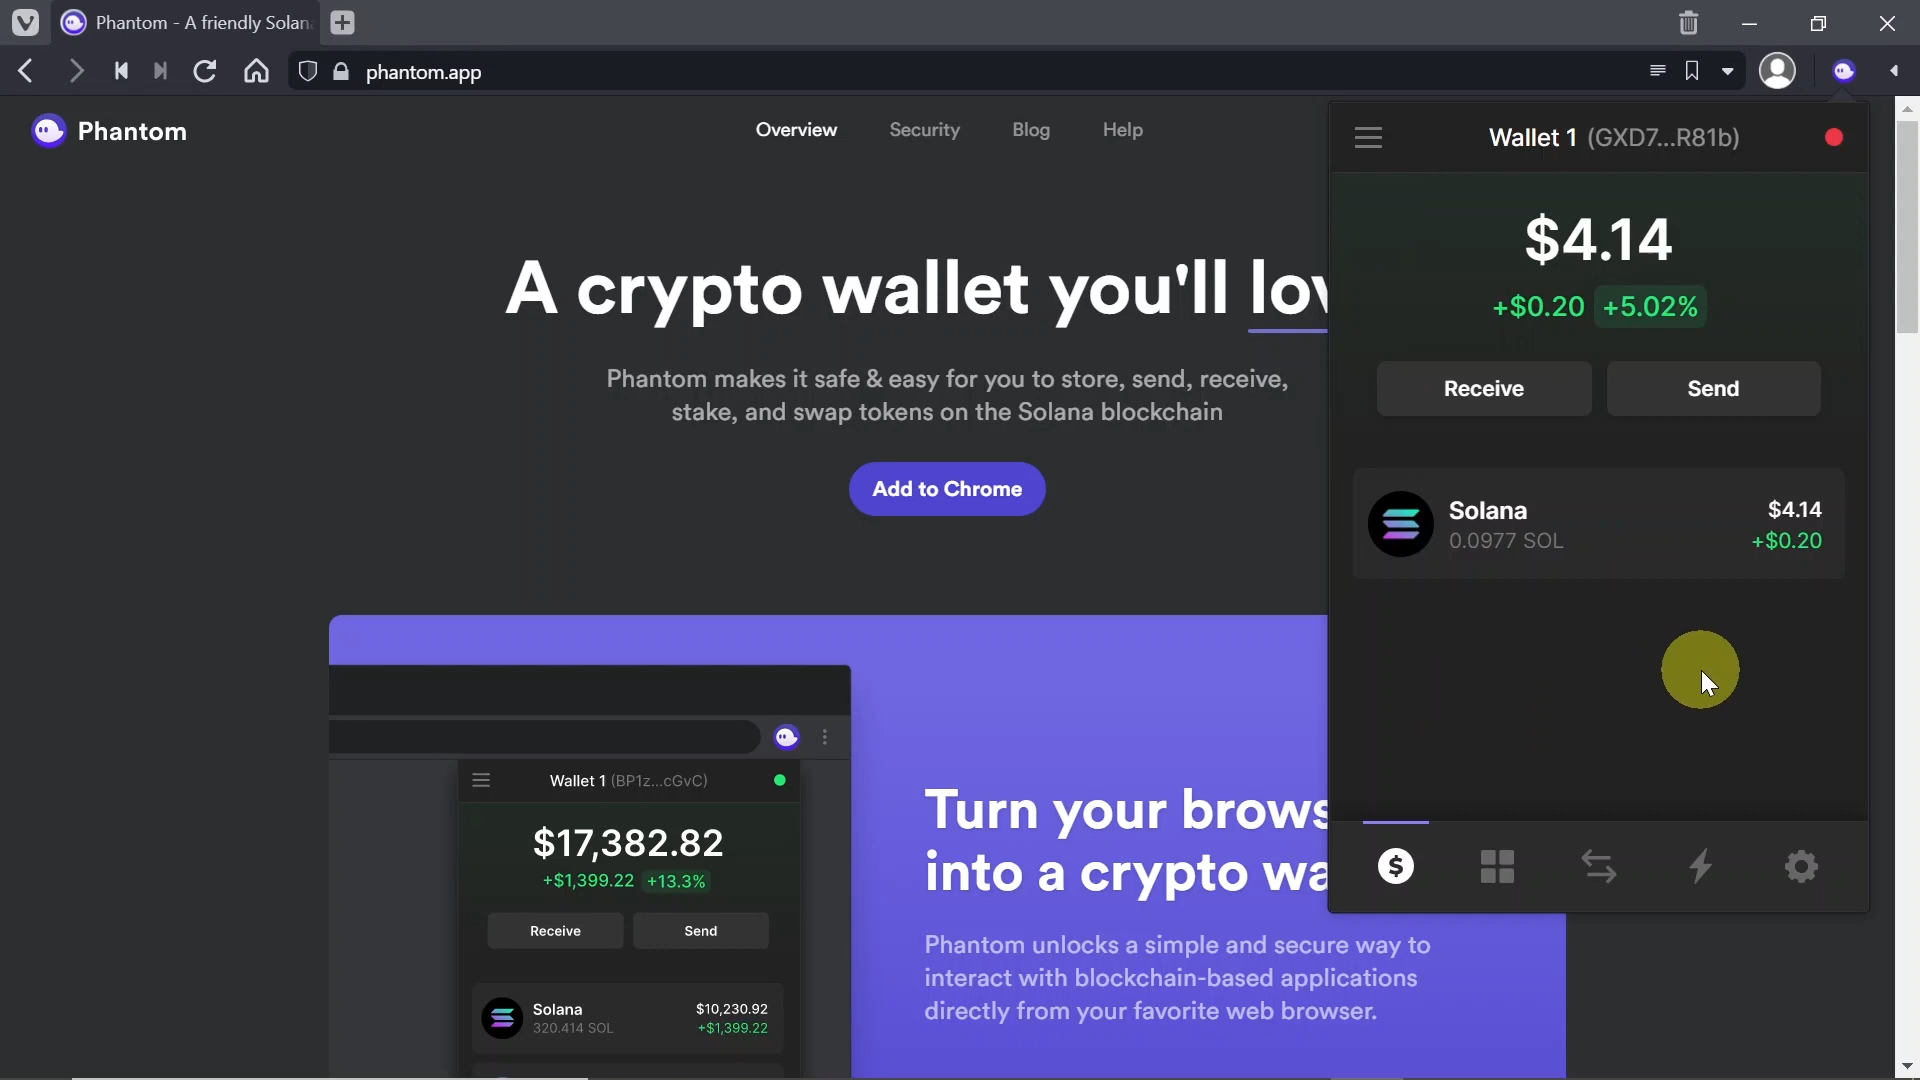 Phantom - A friendly Solan
phantom.app
Phantom
Overview
Security
Blog
Help
A crypto wallet you'll lov
Phantom makes it safe & easy for you to store, send, receive,
stake, and swap tokens on the Solana blockchain
Add to Chrome
Wallet 1 (GXD7...R81b)
$4.14
+$0.20 +5.02%
Receive
Send
Solana
$4.14
0.0977 SOL
+$0.20
Wallet 1 (BP1z...cGvC)
$17,382.82
+$1,399.22 +13.3%
Receive
Send
Solana
$10,230.92
320.414 SOL
+$1,399.22
Turn your brows
into a crypto wa
Phantom unlocks a simple and secure way to
interact with blockchain-based applications
directly from your favorite web browser.